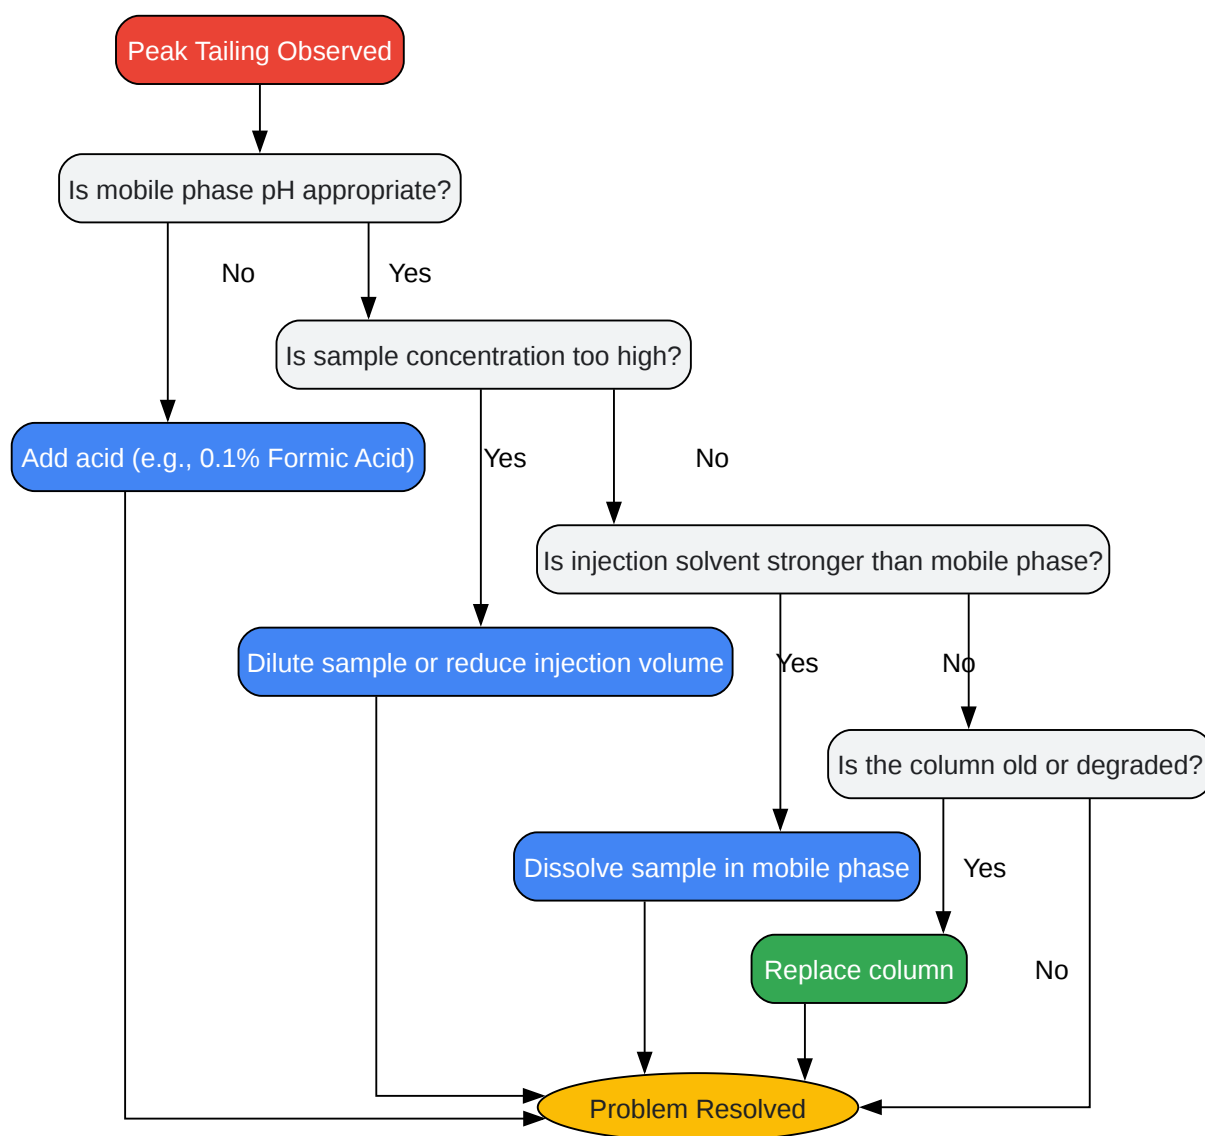 Peak Tailing Observed
Is mobile phase pH appropriate?
No
Yes
Is sample concentration too high?
Add acid (e.g., 0.1% Formic Acid)
Yes
No
Is injection solvent stronger than mobile phase?
Dilute sample or reduce injection volume
Yes
No
Is the column old or degraded?
Dissolve sample in mobile phase
Yes
Replace column
No
Problem Resolved